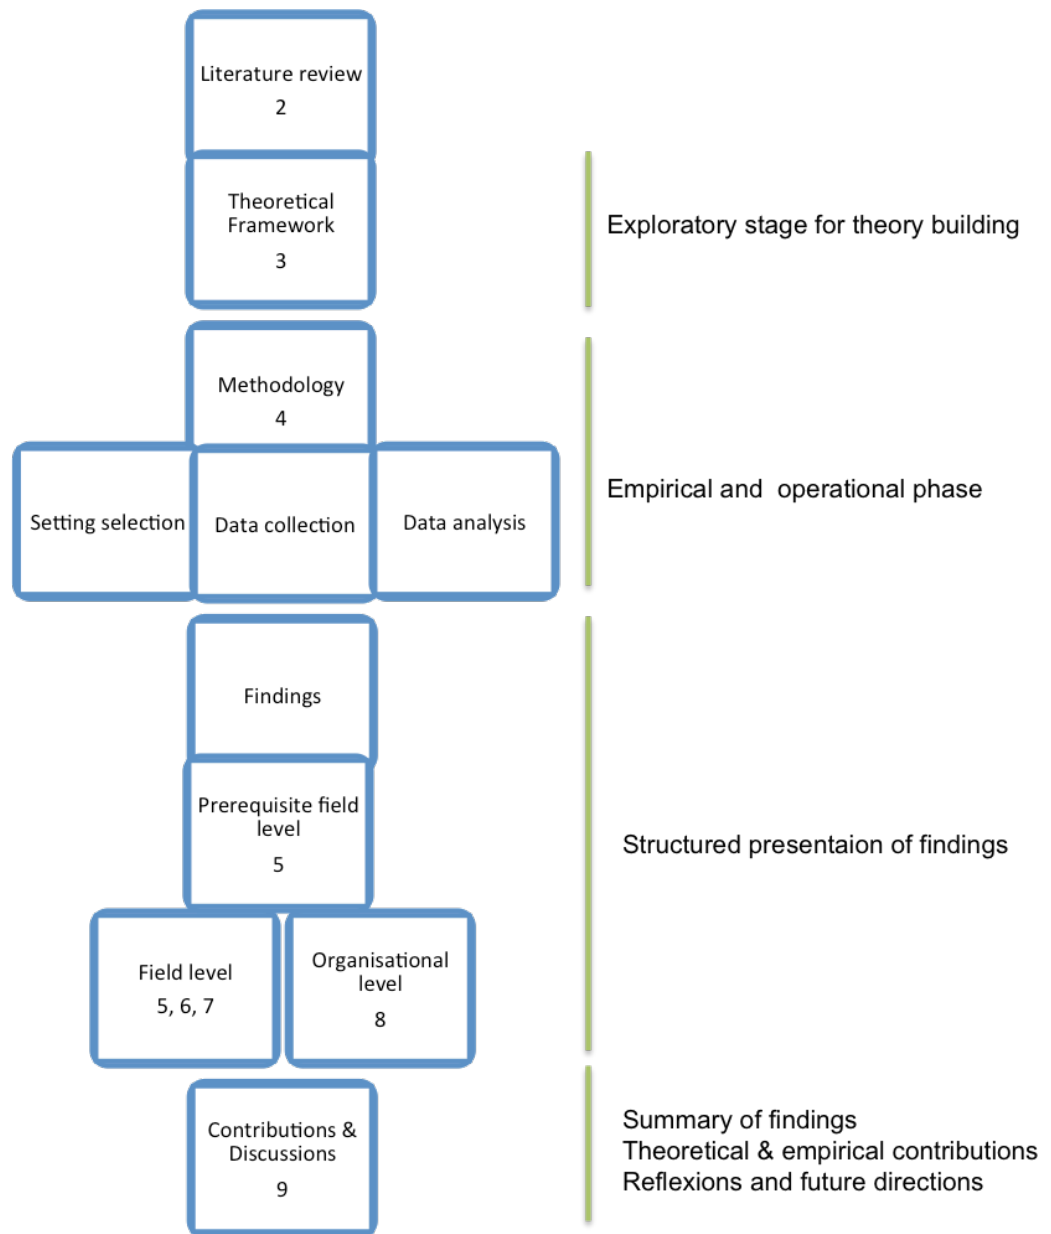 Literature review
2
Theoretical
Framework
3
Exploratory stage for theory building
Methodology
4
Setting selection
Data collection
Data analysis
Empirical and  operational phase
Findings
Prerequisite field
level
5
Structured presentaion of findings
Field level
5, 6, 7
Organisational
level
8
Contributions &
Discussions
9
Summary of findings
Theoretical & empirical contributions
Reflexions and future directions